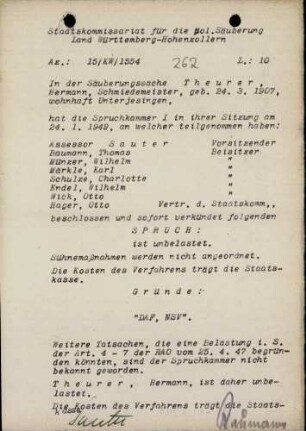 Staatskommissariat für die pol.Säuberung
Land Württemberg-Hohenzollern
Az.: 15/KW/1554 262 L.: 10
In der Säuberungssache T h e u r e r ,
Hermann, Schmiedemeister, geb. 24. 3. 1907,
wohnhaft Unterjesingen,
hat die Spruchkammer I in ihrer Sitzung am
24. 1. 1949, an welcher teilgenommen haben:
Assessor S a u t e r Vorsitzender
Baumann, Thomas Beisitzer
Münzer, Wilhelm "
Märkle, Karl "
Schulze, Charlotte "
Endel, Wilhelm "
Wick, Otto "
Hager, Otto Vertr. d. Staatskomm.,
beschlossen und sofort verkündet folgenden
S P R U C H :
ist unbelastet.
Sühnemaßnahmen werden nicht angeordnet.
Die Kosten des Verfahrens trägt die Staats-
kasse.
G r ü n d e :
"DAF, NSV".
Weitere Tatsachen, die eine Belastung i. S.
der Art. 4 - 7 der RAO vom 25. 4. 47 begrün-
den könnten, sind der Spruchkammer nicht
bekannt geworden.
T h e u r e r , Hermann, ist daher unbe-
lastet.
Die Kosten des Verfahrens trägt die Staats-
kasse.
Sauter